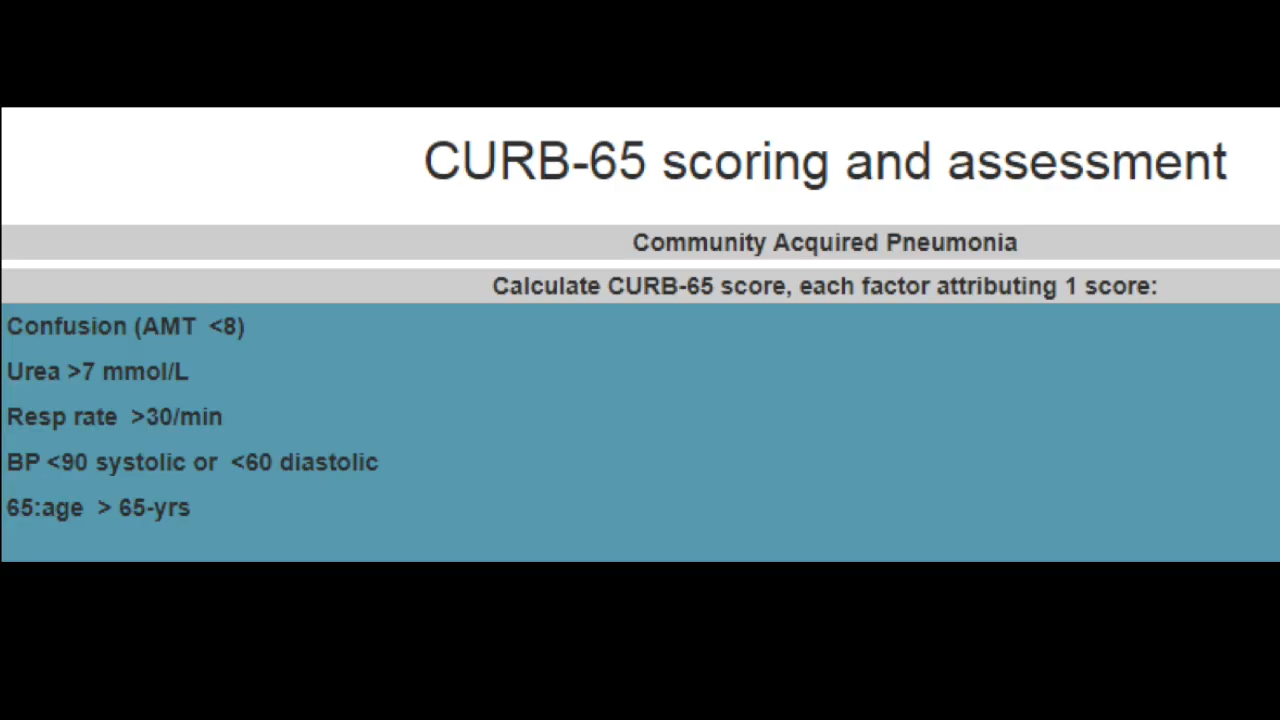 CURB-65 scoring and assessment
Community Acquired Pneumonia
Calculate CURB-65 score, each factor attributing 1 score:
Confusion (AMT <8)
Urea >7 mmol/L
Resp rate >30/min
BP <90 systolic or <60 diastolic
65:age > 65-yrs